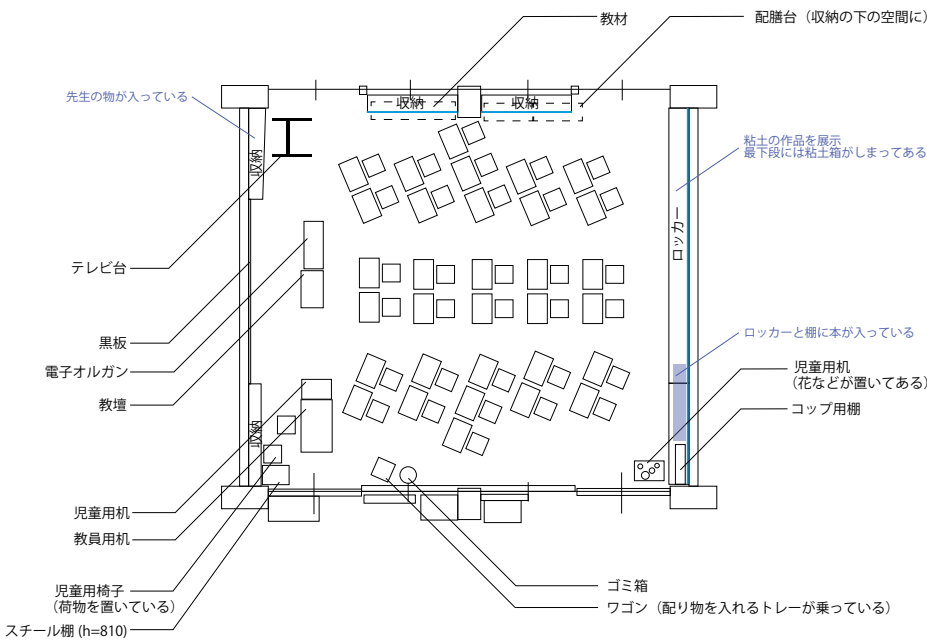 教材
配膳台（収納の下の空間に）
先生の物が入っている
収納
収納
収納
粘土の作品を展示
最下段には粘土箱がしまってある
ロッカー
テレビ台
黒板
電子オルガン
教壇
ロッカーと棚に本が入っている
児童用机
（花などが置いてある）
コップ用棚
収納
児童用机
教員用机
児童用椅子
（荷物を置いている）
スチール棚 (h=810)
ゴミ箱
ワゴン（配り物を入れるトレーが乗っている）